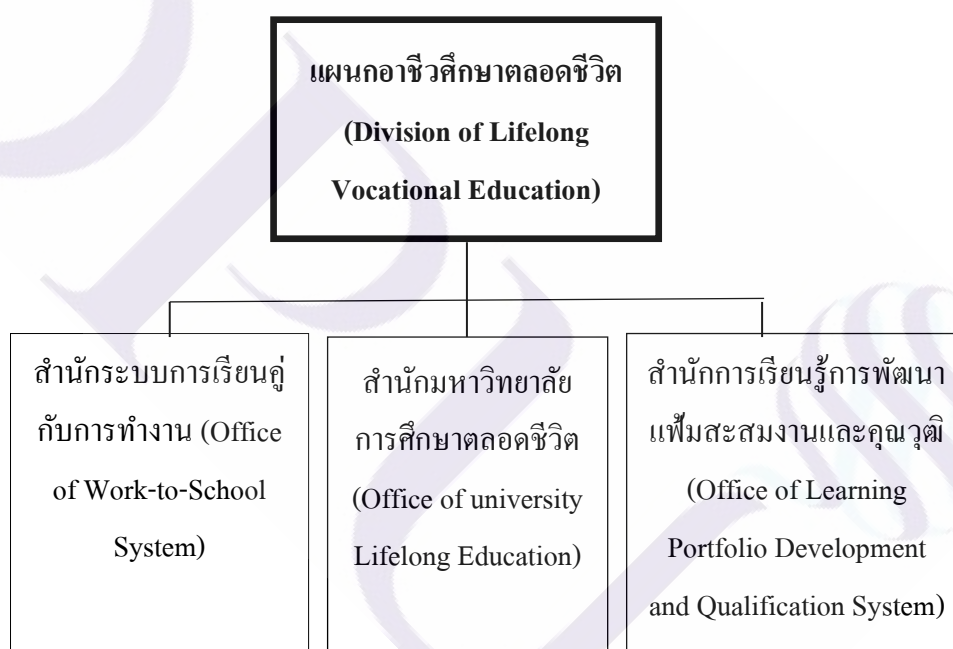 แผนกอาชีวศึกษาตลอดชีวิต
(Division of Lifelong
Vocational Education)
สำนักระบบการเรียนคู่
กับการทำงาน (Office
of Work-to-School
System)
สำนักมหาวิทยาลัย
การศึกษาตลอดชีวิต
(Office of university
Lifelong Education)
สำนักการเรียนรู้การพัฒนา
แฟ้มสะสมงานและคุณวุฒิ
(Office of Learning
Portfolio Development
and Qualification System)